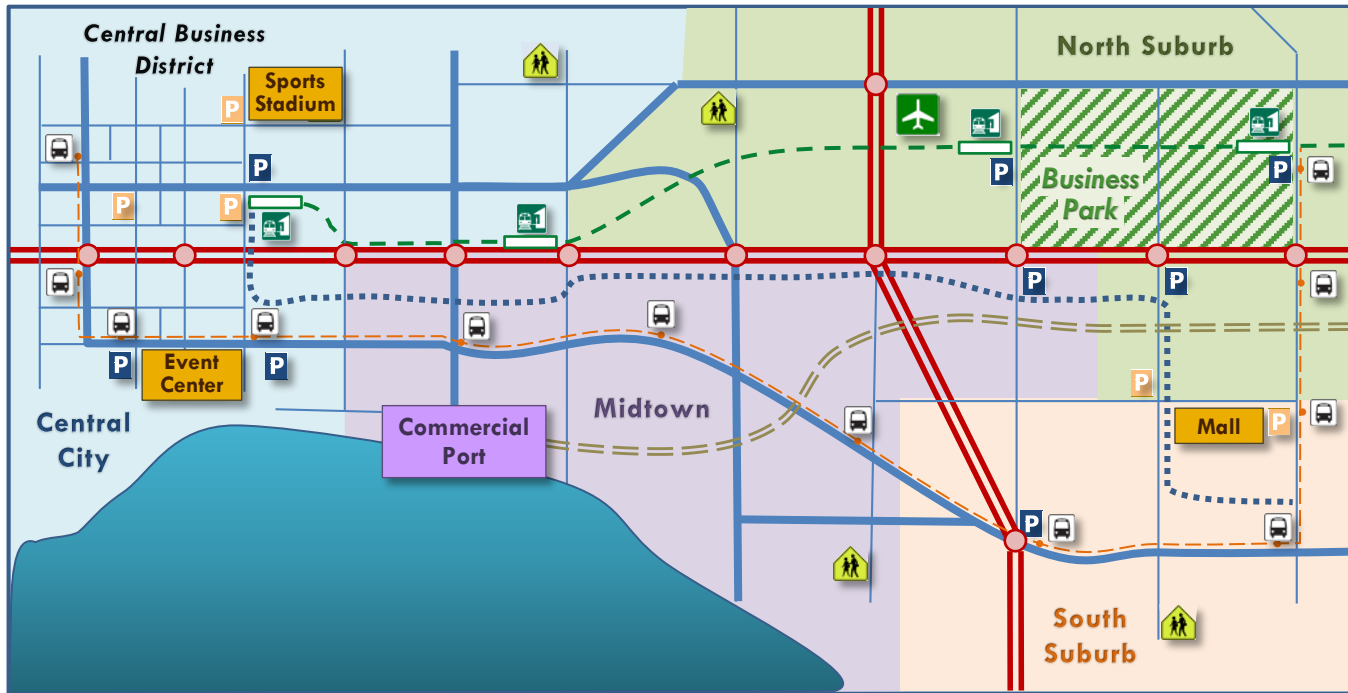 Central Business
District
North Suburb
Sports
Stadium
P
P
P
P
Business
Park
P
P
P
P
P
Event
Center
P
P
P
Central
City
Commercial
Port
Midtown
Mall
P
P
South
Suburb